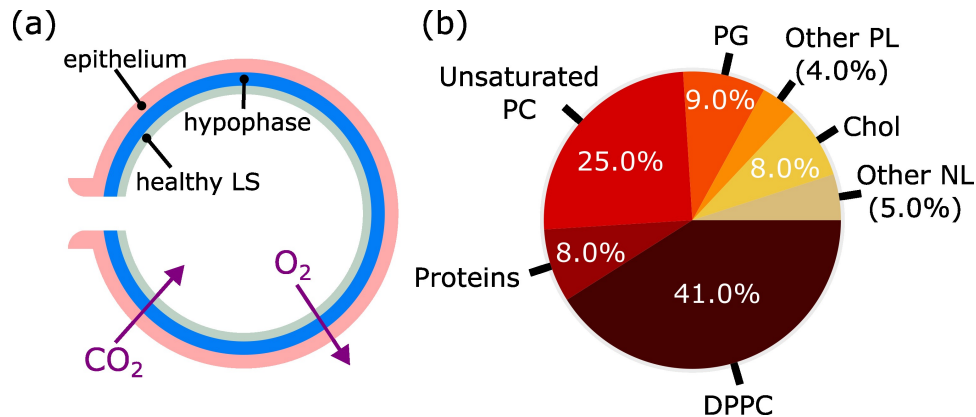 (a)
epithelium
hypophase
healthy LS
O2
CO2
(b)
PG
Other PL
(4.0%)
Unsaturated
PC
Chol
9.0%
25.0%
8.0%
Other NL
(5.0%)
Proteins
8.0%
41.0%
DPPC